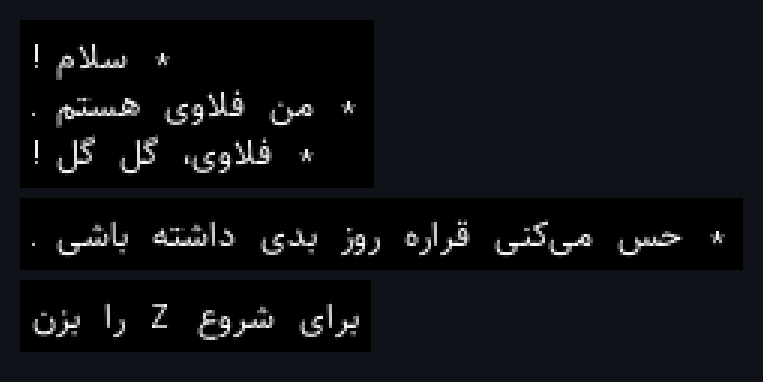 * سلام !
* من فلاوی هستم .
* فلاوی، گل گل !
* حس می‌کنی قراره روز بدی داشته باشی .
برای شروع Z را بزن